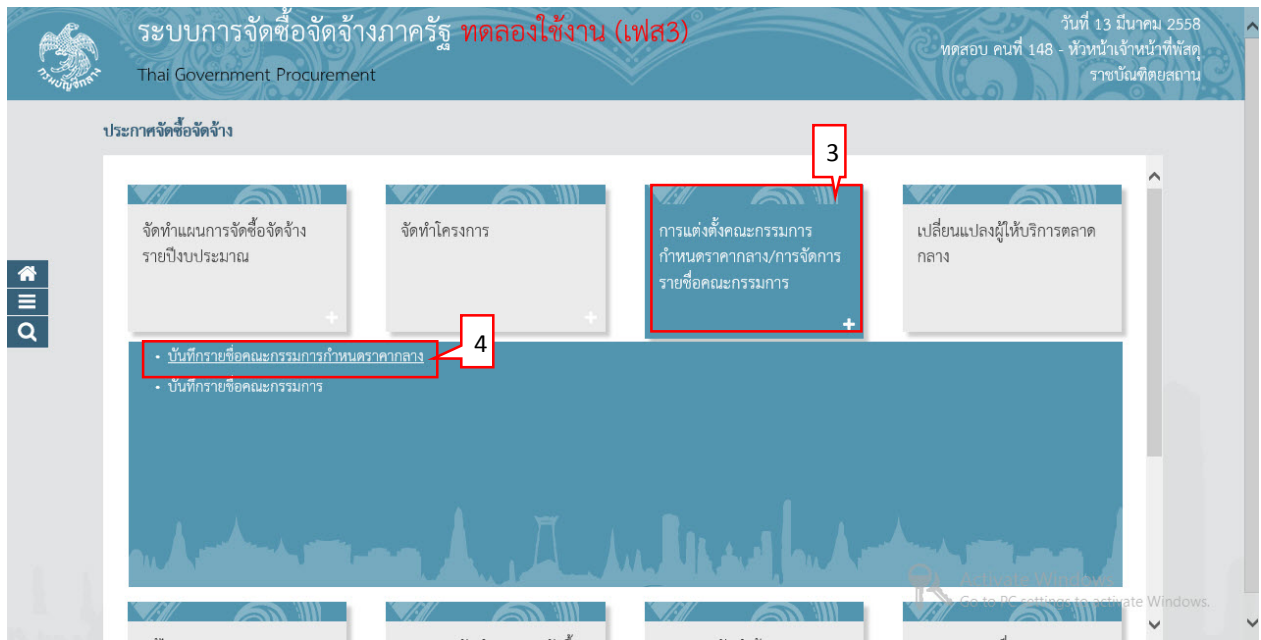 ระบบการจัดซื้อจัดจ้างภาครัฐ ทดลองใช้งาน (เฟส3)
Thai Government Procurement
กรมบัญชีกลาง
วันที่ 13 มีนาคม 2558
ทดสอบ คนที่ 148 - หัวหน้าเจ้าหน้าที่พัสดุ
ราชบัณฑิตยสถาน
ประกาศจัดซื้อจัดจ้าง
3
จัดทำแผนการจัดซื้อจัดจ้าง
รายปีงบประมาณ
จัดทำโครงการ
การแต่งตั้งคณะกรรมการ
กำหนดราคากลาง/การจัดการ
รายชื่อคณะกรรมการ
เปลี่ยนแปลงผู้ให้บริการตลาด
กลาง
4
• บันทึกรายชื่อคณะกรรมการกำหนดราคากลาง
• บันทึกรายชื่อคณะกรรมการ
Activate Windows
Go to PC settings to activate Windows.